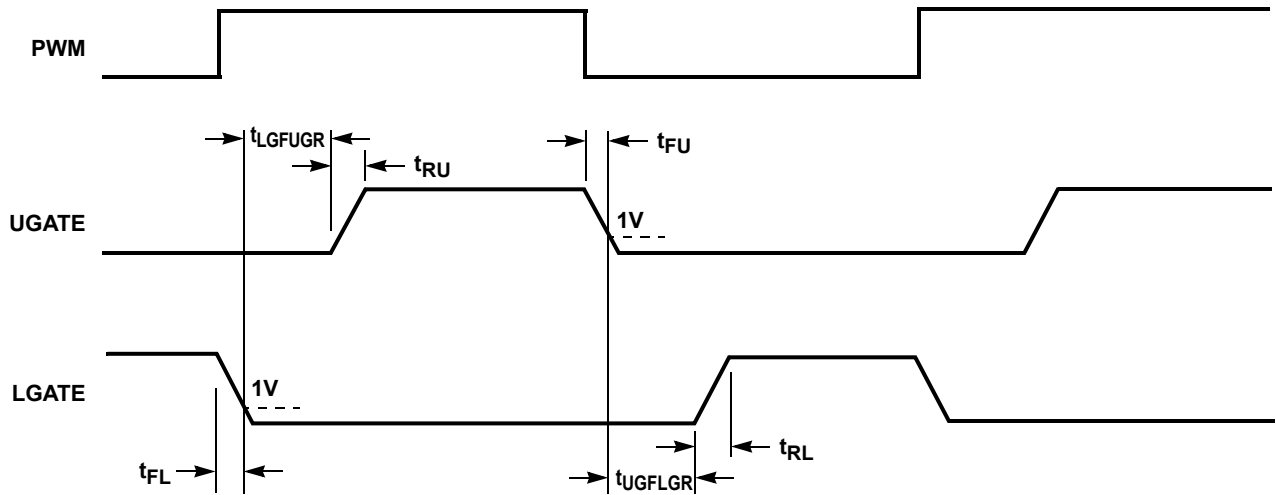 PWM
tLGFUGR
tFU
tRU
UGATE
1V
LGATE
1V
tRL
tFL
tUGFLGR